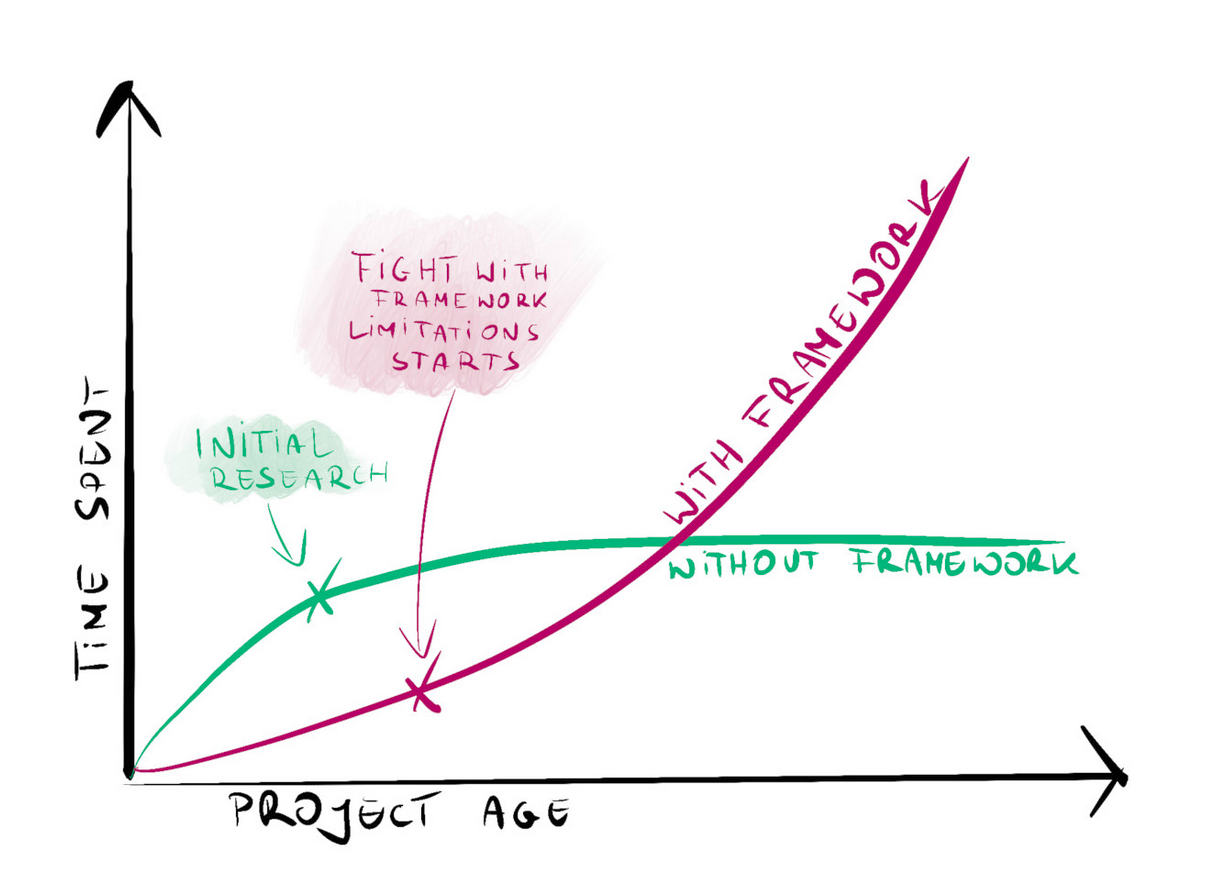 FIGHT WITH
FRAMEWORK
LIMITATIONS
STARTS
INITIAL
RESEARCH
WITH FRAMEWORK
WITHOUT FRAMEWORK
TIME SPENT
PROJECT AGE